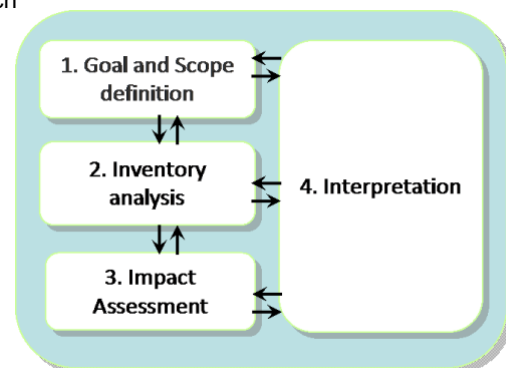 1. Goal and Scope
definition
2. Inventory
analysis
3. Impact
Assessment
4. Interpretation